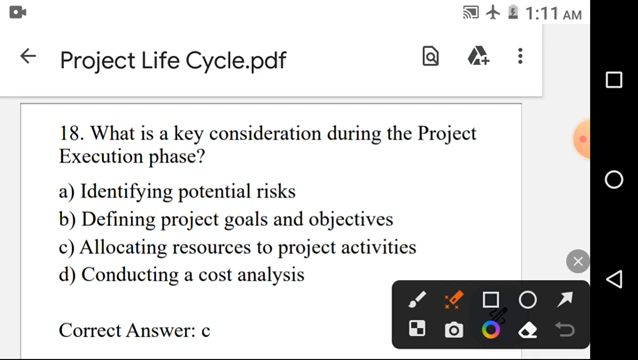 1:11 AM
Project Life Cycle.pdf
18. What is a key consideration during the Project
Execution phase?
a) Identifying potential risks
b) Defining project goals and objectives
c) Allocating resources to project activities
d) Conducting a cost analysis
Correct Answer: c